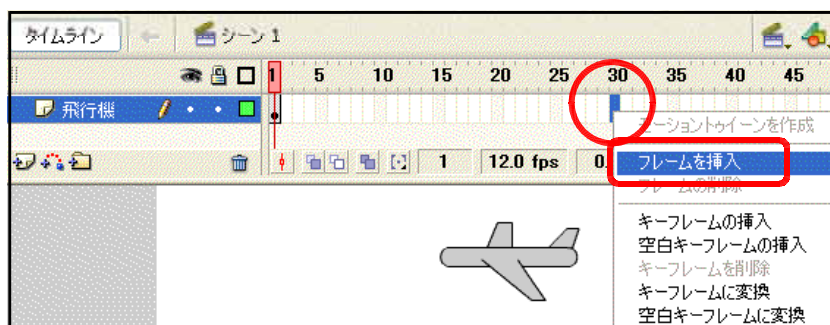 タイムライン シーン 1
1 5 10 15 20 25 30 35 40 45
飛行機
モーショントゥイーンを作成
1 12.0 fps 0.
フレームを挿入
フレームの削除
キーフレームの挿入
空白キーフレームの挿入
キーフレームを削除
キーフレームに変換
空白キーフレームに変換